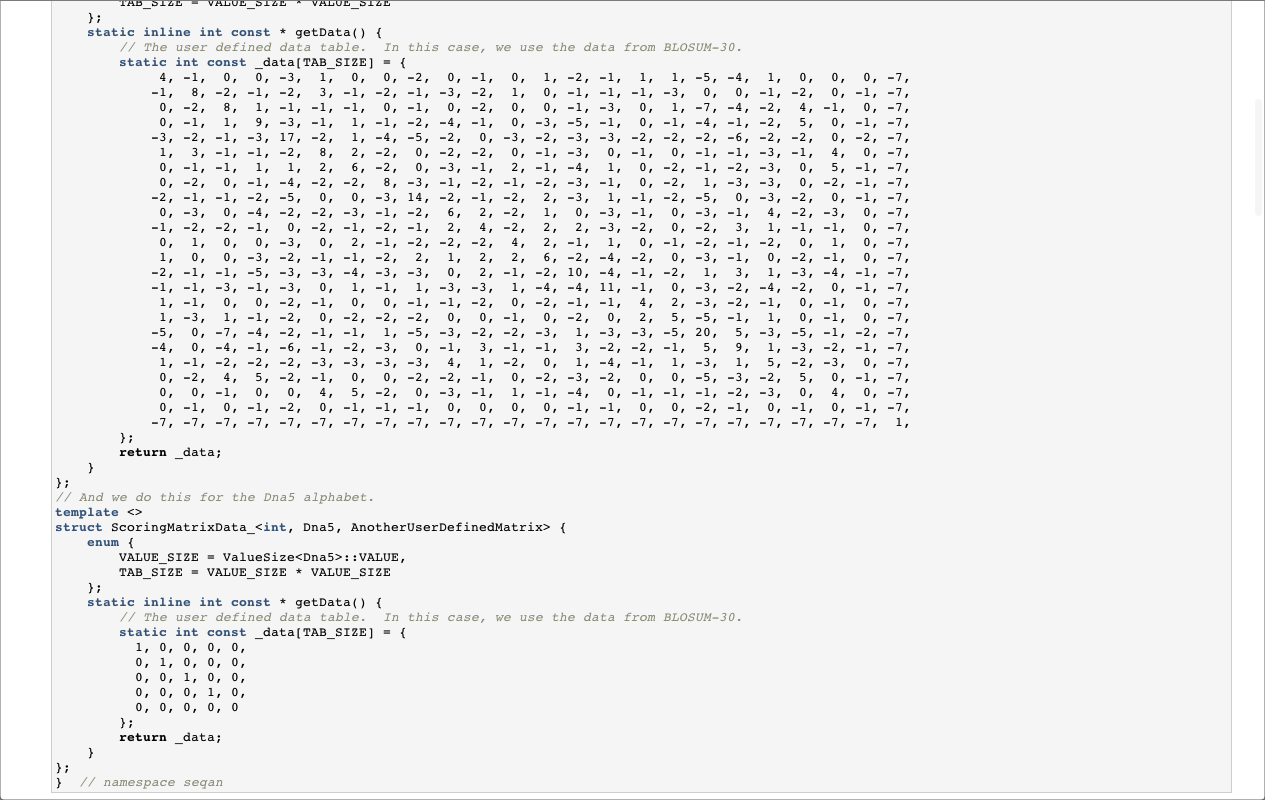 TAB_SIZE = VALUE_SIZE * VALUE_SIZE
    };
    static inline int const * getData() {
        // The user defined data table.  In this case, we use the data from BLOSUM-30.
        static int const _data[TAB_SIZE] = {
             4, -1,  0,  0, -3,  1,  0,  0, -2,  0, -1,  0,  1, -2, -1,  1,  1, -5, -4,  1,  0,  0,  0, -7,
            -1,  8, -2, -1, -2,  3, -1, -2, -1, -3, -2,  1,  0, -1, -1, -1, -3,  0,  0, -1, -2,  0, -1, -7,
             0, -2,  8,  1, -1, -1, -1,  0, -1,  0, -2,  0,  0, -1, -3,  0,  1, -7, -4, -2,  4, -1,  0, -7,
             0, -1,  1,  9, -3, -1,  1, -1, -2, -4, -1,  0, -3, -5, -1,  0, -1, -4, -1, -2,  5,  0, -1, -7,
            -3, -2, -1, -3, 17, -2,  1, -4, -5, -2,  0, -3, -2, -3, -3, -2, -2, -2, -6, -2, -2,  0, -2, -7,
             1,  3, -1, -1, -2,  8,  2, -2,  0, -2, -2,  0, -1, -3,  0, -1,  0, -1, -1, -3, -1,  4,  0, -7,
             0, -1, -1,  1,  1,  2,  6, -2,  0, -3, -1,  2, -1, -4,  1,  0, -2, -1, -2, -3,  0,  5, -1, -7,
             0, -2,  0, -1, -4, -2, -2,  8, -3, -1, -2, -1, -2, -3, -1,  0, -2,  1, -3, -3,  0, -2, -1, -7,
            -2, -1, -1, -2, -5,  0,  0, -3, 14, -2, -1, -2,  2, -3,  1, -1, -2, -5,  0, -3, -2,  0, -1, -7,
             0, -3,  0, -4, -2, -2, -3, -1, -2,  6,  2, -2,  1,  0, -3, -1,  0, -3, -1,  4, -2, -3,  0, -7,
            -1, -2, -2, -1,  0, -2, -1, -2, -1,  2,  4, -2,  2,  2, -3, -2,  0, -2,  3,  1, -1, -1,  0, -7,
             0,  1,  0,  0, -3,  0,  2, -1, -2, -2, -2,  4,  2, -1,  1,  0, -1, -2, -1, -2,  0,  1,  0, -7,
             1,  0,  0, -3, -2, -1, -1, -2,  2,  1,  2,  2,  6, -2, -4, -2,  0, -3, -1,  0, -2, -1,  0, -7,
            -2, -1, -1, -5, -3, -3, -4, -3, -3,  0,  2, -1, -2, 10, -4, -1, -2,  1,  3,  1, -3, -4, -1, -7,
            -1, -1, -3, -1, -3,  0,  1, -1,  1, -3, -3,  1, -4, -4, 11, -1,  0, -3, -2, -4, -2,  0, -1, -7,
             1, -1,  0,  0, -2, -1,  0,  0, -1, -1, -2,  0, -2, -1, -1,  4,  2, -3, -2, -1,  0, -1,  0, -7,
             1, -3,  1, -1, -2,  0, -2, -2, -2,  0,  0, -1,  0, -2,  0,  2,  5, -5, -1,  1,  0, -1,  0, -7,
            -5,  0, -7, -4, -2, -1, -1,  1, -5, -3, -2, -2, -3,  1, -3, -3, -5, 20,  5, -3, -5, -1, -2, -7,
            -4,  0, -4, -1, -6, -1, -2, -3,  0, -1,  3, -1, -1,  3, -2, -2, -1,  5,  9,  1, -3, -2, -1, -7,
             1, -1, -2, -2, -2, -3, -3, -3, -3,  4,  1, -2,  0,  1, -4, -1,  1, -3,  1,  5, -2, -3,  0, -7,
             0, -2,  4,  5, -2, -1,  0,  0, -2, -2, -1,  0, -2, -3, -2,  0,  0, -5, -3, -2,  5,  0, -1, -7,
             0,  0, -1,  0,  0,  4,  5, -2,  0, -3, -1,  1, -1, -4,  0, -1, -1, -1, -2, -3,  0,  4,  0, -7,
             0, -1,  0, -1, -2,  0, -1, -1, -1,  0,  0,  0,  0, -1, -1,  0,  0, -2, -1,  0, -1,  0, -1, -7,
            -7, -7, -7, -7, -7, -7, -7, -7, -7, -7, -7, -7, -7, -7, -7, -7, -7, -7, -7, -7, -7, -7, -7,  1,
        };
        return _data;
    }
};
// And we do this for the Dna5 alphabet.
template <>
struct ScoringMatrixData_<int, Dna5, AnotherUserDefinedMatrix> {
    enum {
        VALUE_SIZE = ValueSize<Dna5>::VALUE,
        TAB_SIZE = VALUE_SIZE * VALUE_SIZE
    };
    static inline int const * getData() {
        // The user defined data table.  In this case, we use the data from BLOSUM-30.
        static int const _data[TAB_SIZE] = {
          1, 0, 0, 0, 0,
          0, 1, 0, 0, 0,
          0, 0, 1, 0, 0,
          0, 0, 0, 1, 0,
          0, 0, 0, 0, 0
        };
        return _data;
    }
};
}  // namespace seqan